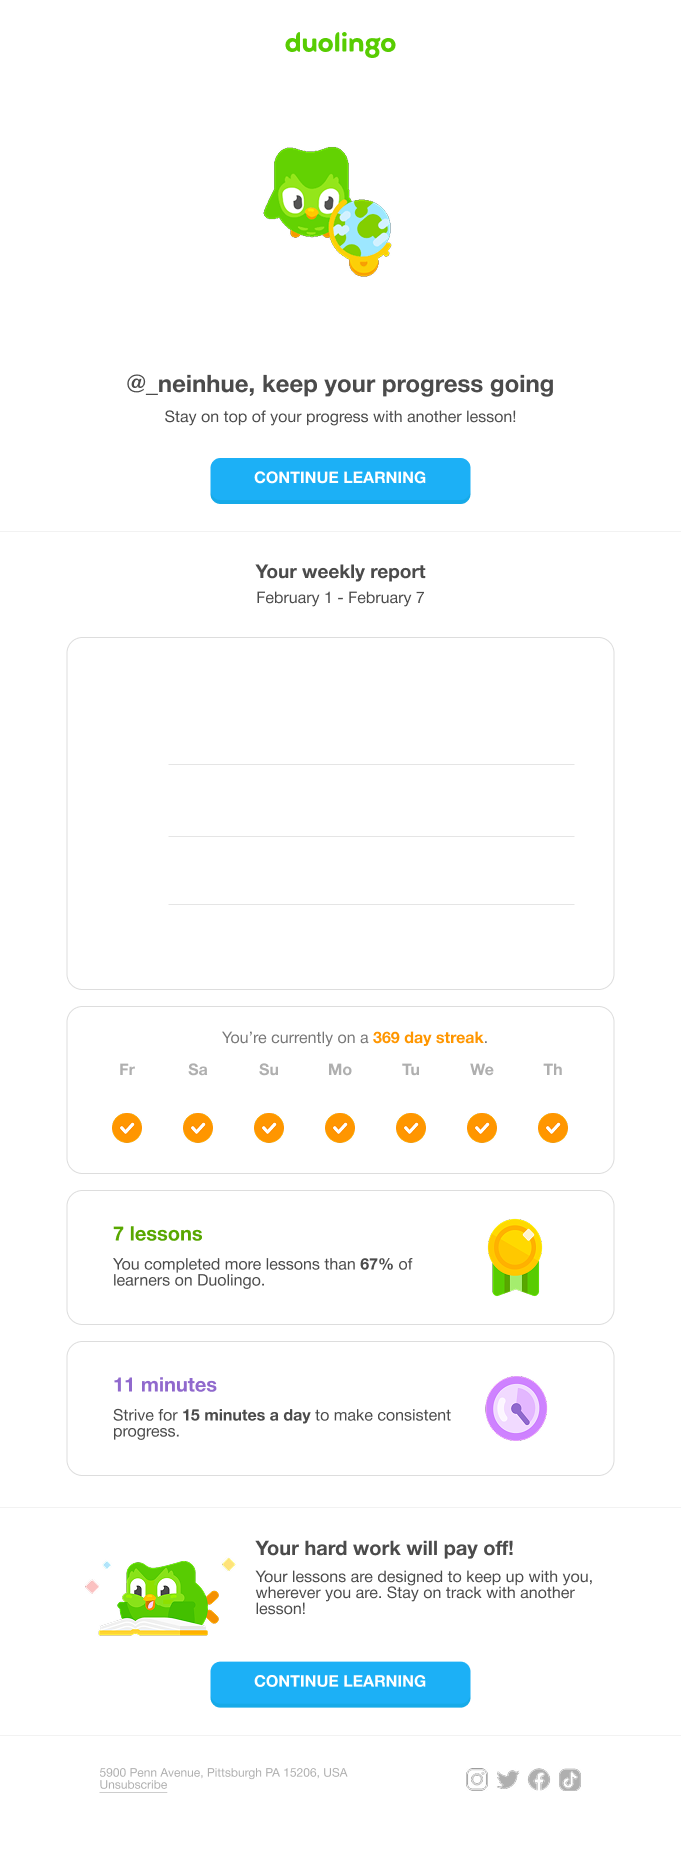 duolingo
@_neinhue, keep your progress going
Stay on top of your progress with another lesson!
CONTINUE LEARNING
Your weekly report
February 1 - February 7
You’re currently on a 369 day streak.
Fr Sa Su Mo Tu We Th
7 lessons
You completed more lessons than 67% of
learners on Duolingo.
11 minutes
Strive for 15 minutes a day to make consistent
progress.
Your hard work will pay off!
Your lessons are designed to keep up with you,
wherever you are. Stay on track with another
lesson!
CONTINUE LEARNING
5900 Penn Avenue, Pittsburgh PA 15206, USA
Unsubscribe